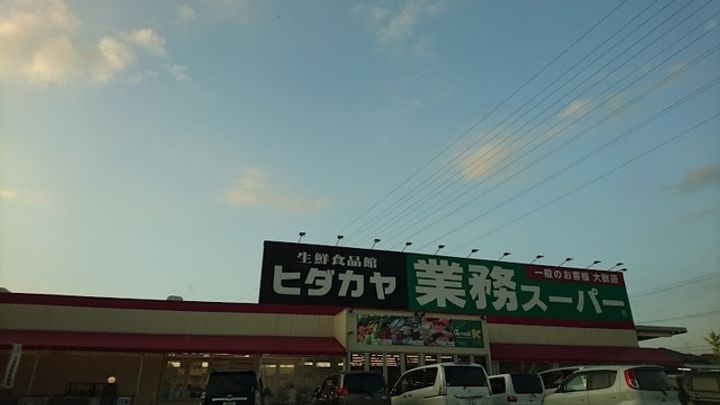 生鮮食品館
ヒダカヤ
業務スーパー
一般のお客様 大歓迎